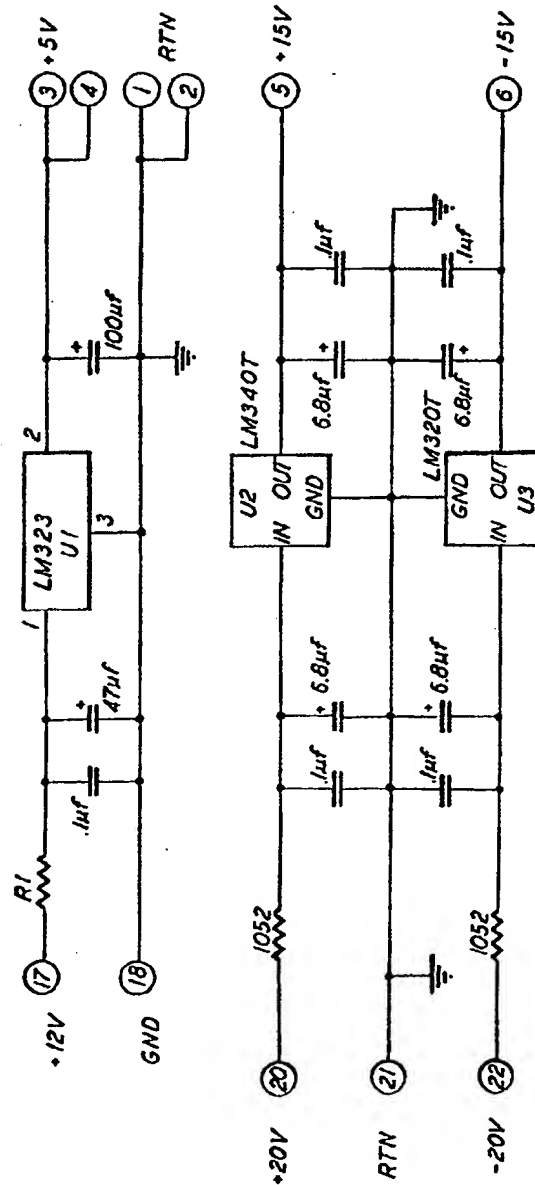 +12V
17
R1
.1µf
47µf
+
1
LM323
U1
2
3
+
100µf
3
+5V
4
GND
18
1
RTN
2
+20V
20
1052
.1µf
+
6.8µf
U2
IN OUT
GND
LM340T
+
6.8µf
.1µf
5
+15V
RTN
21
-20V
22
1052
.1µf
+
6.8µf
GND
IN OUT
U3
LM320T
6.8µf
+
.1µf
6
-15V